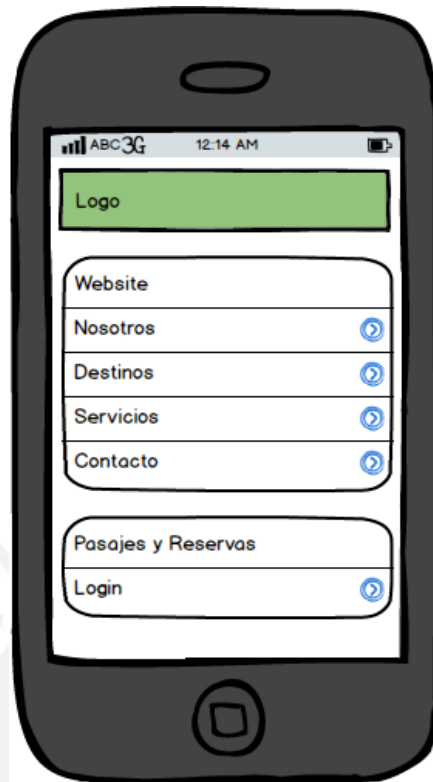 ABC 3G 12:14 AM
Logo
Website
Nosotros
Destinos
Servicios
Contacto
Pasajes y Reservas
Login